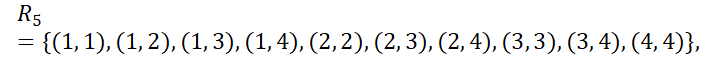 R₅
= {(1, 1), (1, 2), (1, 3), (1, 4), (2, 2), (2, 3), (2, 4), (3, 3), (3, 4), (4, 4)},